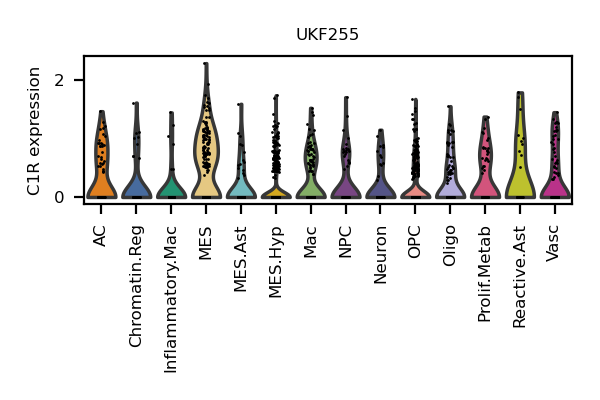 UKF255
C1R expression
2
0
AC
Chromatin.Reg
Inflammatory.Mac
MES
MES.Ast
MES.Hyp
Mac
NPC
Neuron
OPC
Oligo
Prolif.Metab
Reactive.Ast
Vasc